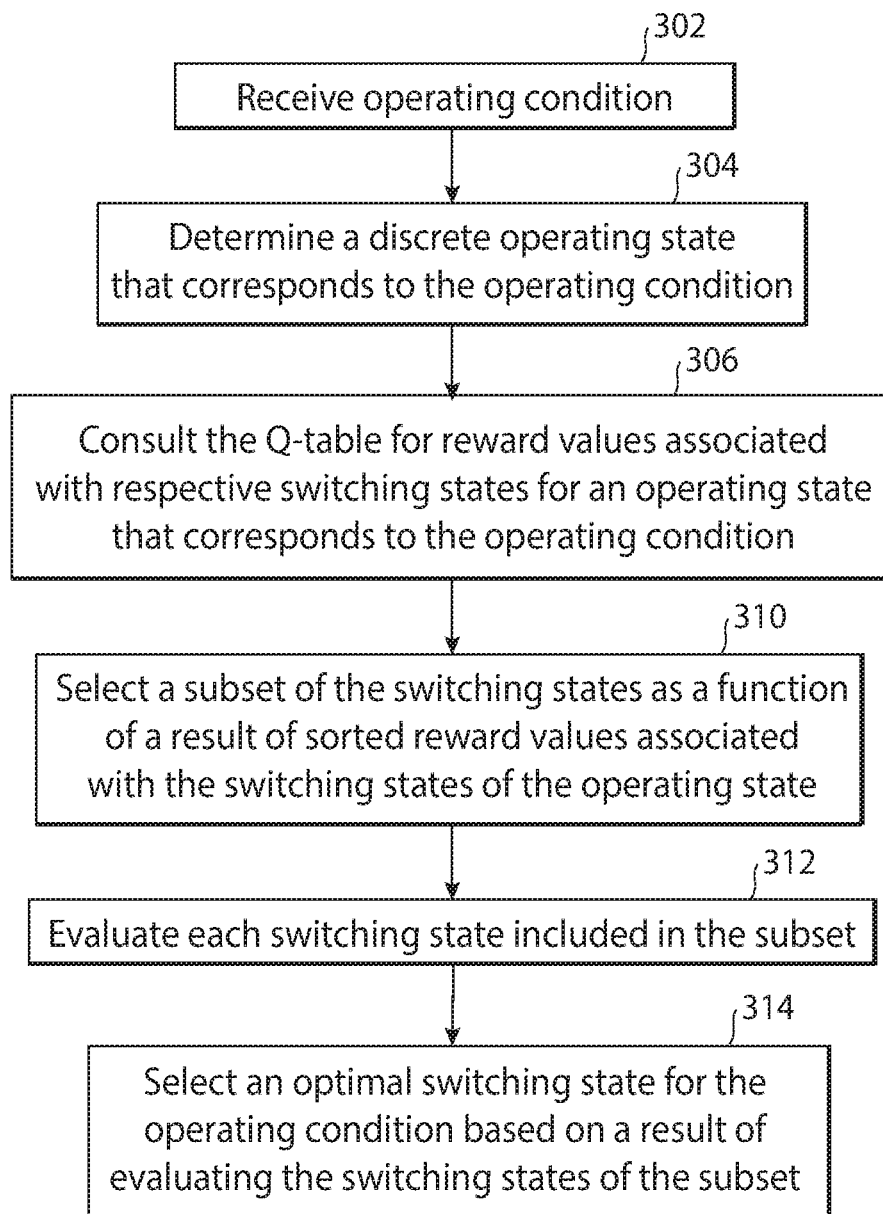 302
Receive operating condition
304
Determine a discrete operating state
that corresponds to the operating condition
306
Consult the Q-table for reward values associated
with respective switching states for an operating state
that corresponds to the operating condition
310
Select a subset of the switching states as a function
of a result of sorted reward values associated
with the switching states of the operating state
312
Evaluate each switching state included in the subset
314
Select an optimal switching state for the
operating condition based on a result of
evaluating the switching states of the subset